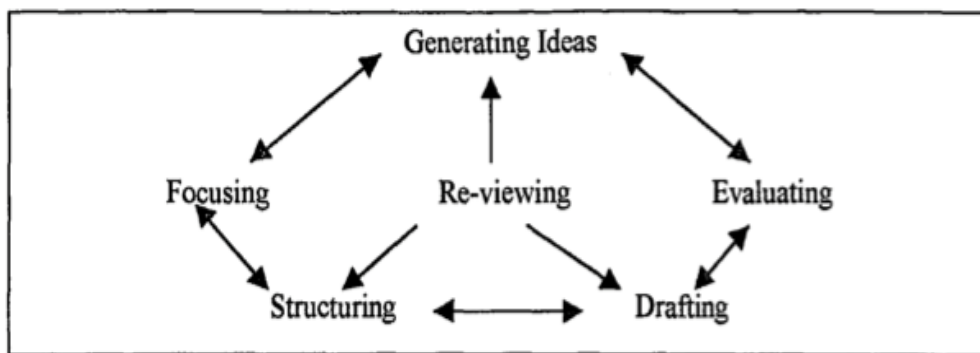 Generating Ideas
Focusing Re-viewing Evaluating
Structuring Drafting